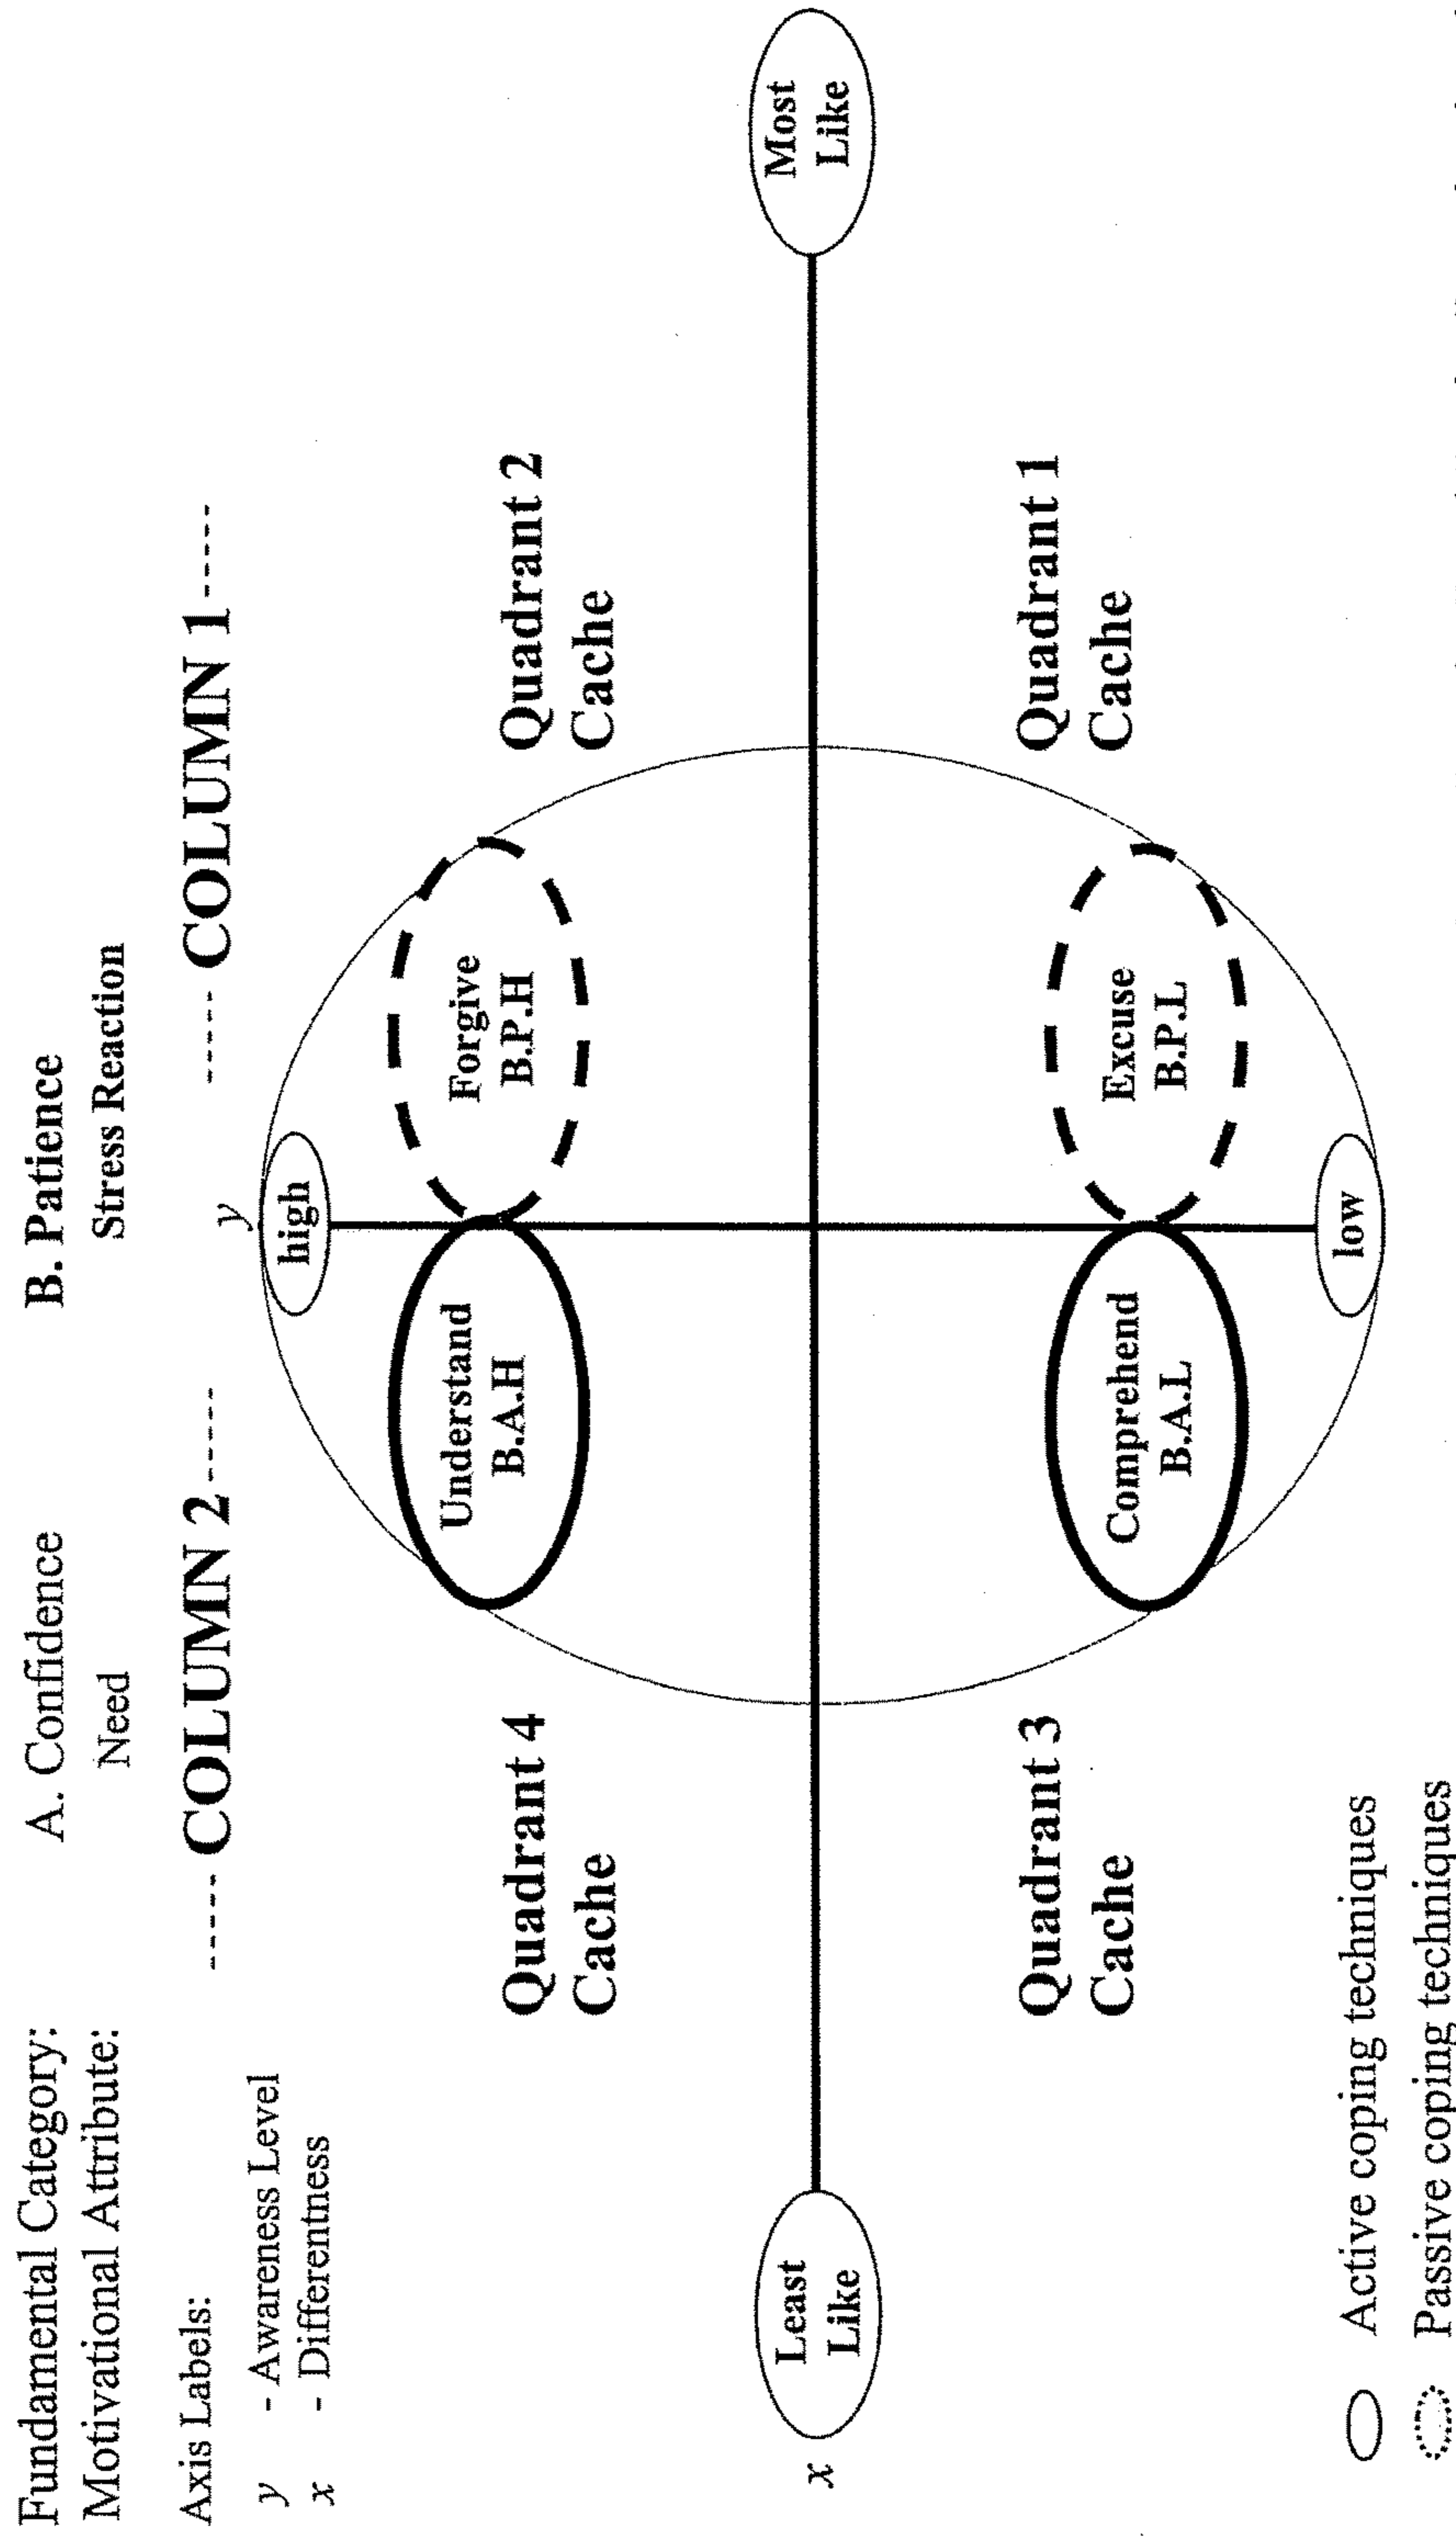 Fundamental Category: A. Confidence B. Patience
Motivational Attribute: Need Stress Reaction
Axis Labels:
----- COLUMN 2 ----- ----- COLUMN 1 -----
y - Awareness Level
x - Differentness
y
high
Quadrant 4
Cache
Understand
B.A.H
Forgive
B.P.H
Quadrant 2
Cache
x
Least
Like
Most
Like
Quadrant 3
Cache
Comprehend
B.A.L
Excuse
B.P.L
Quadrant 1
Cache
low
Active coping techniques
Passive coping techniques